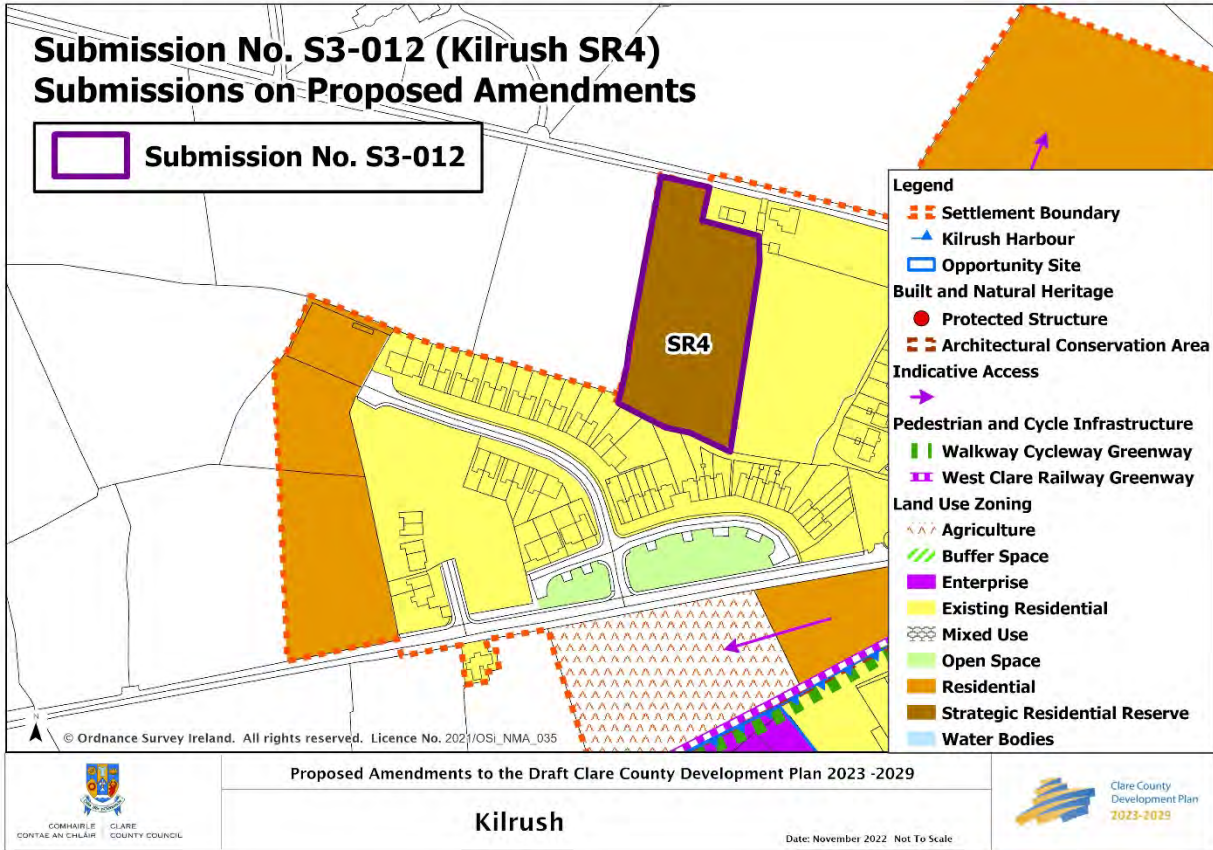 Submission No. S3-012 (Kilrush SR4)
Submissions on Proposed Amendments
Submission No. S3-012
SR4
Legend
Settlement Boundary
Kilrush Harbour
Opportunity Site
Built and Natural Heritage
Protected Structure
Architectural Conservation Area
Indicative Access
Pedestrian and Cycle Infrastructure
Walkway Cycleway Greenway
West Clare Railway Greenway
Land Use Zoning
Agriculture
Buffer Space
Enterprise
Existing Residential
Mixed Use
Open Space
Residential
Strategic Residential Reserve
Water Bodies
N
© Ordnance Survey Ireland. All rights reserved. Licence No. 2021/OSi_NMA_035
COMHAIRLE CLARE
CONTAE AN CHLÁIR COUNTY COUNCIL
Proposed Amendments to the Draft Clare County Development Plan 2023 -2029
Kilrush
Date: November 2022 Not To Scale
Clare County
Development Plan
2023-2029